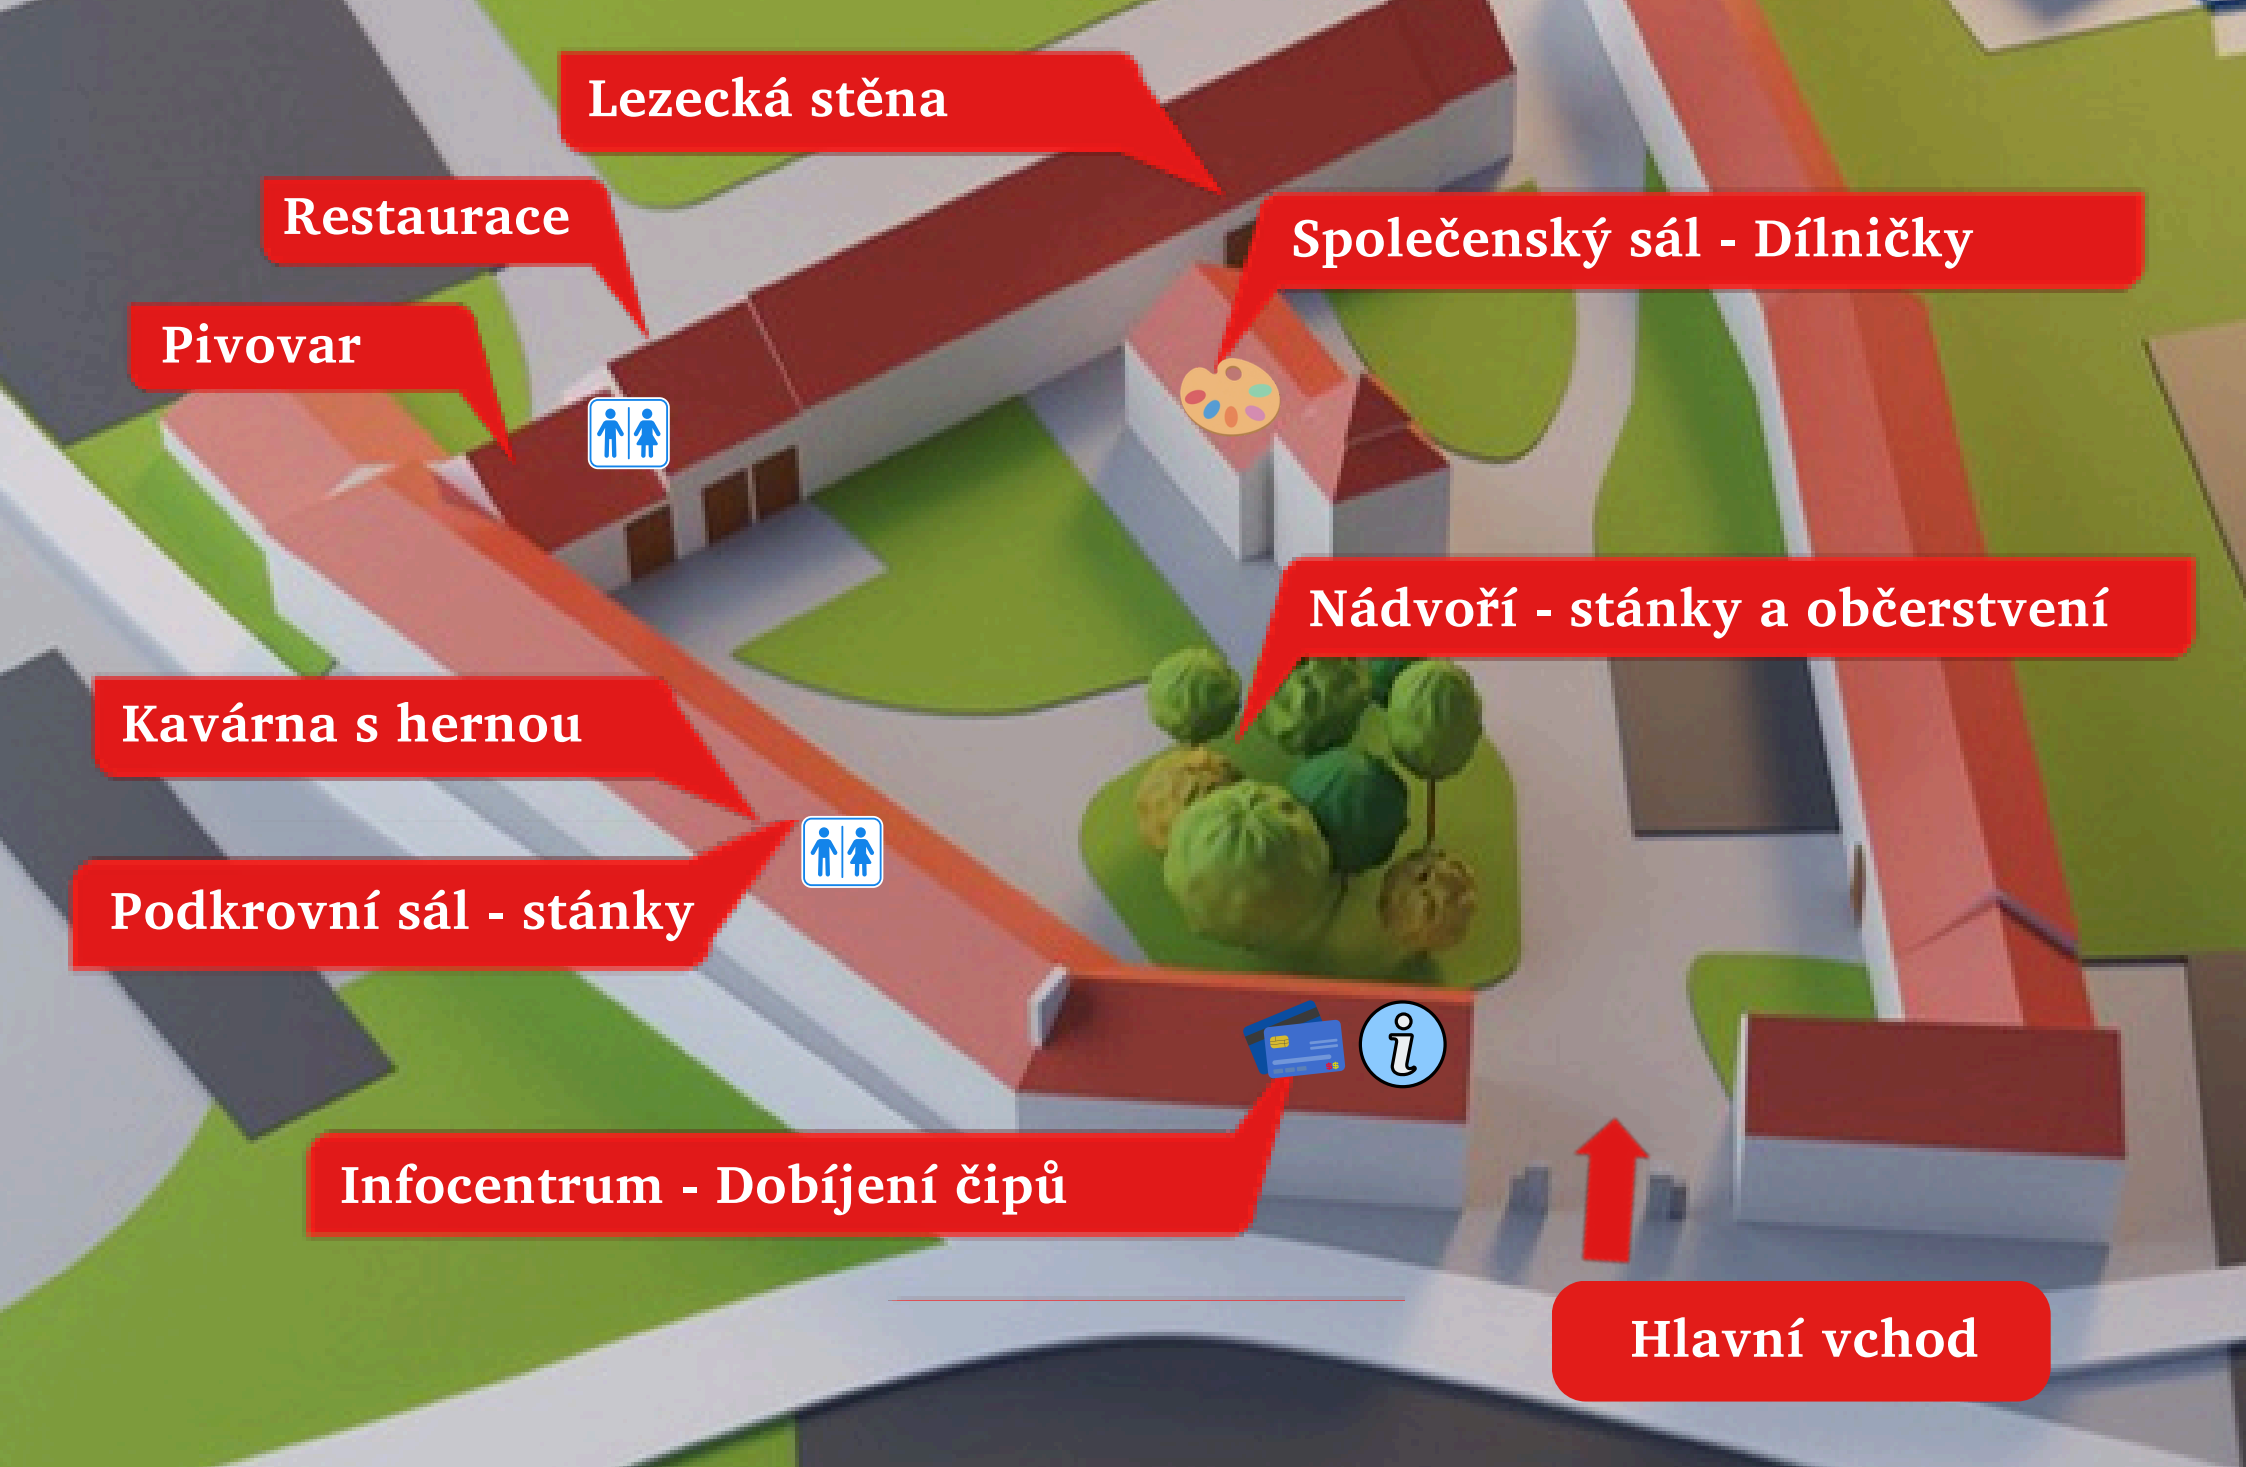 Lezecká stěna
Restaurace
Společenský sál - Dílničky
Pivovar
Nádvoří - stánky a občerstvení
Kavárna s hernou
Podkrovní sál - stánky
Infocentrum - Dobíjení čipů
Hlavní vchod